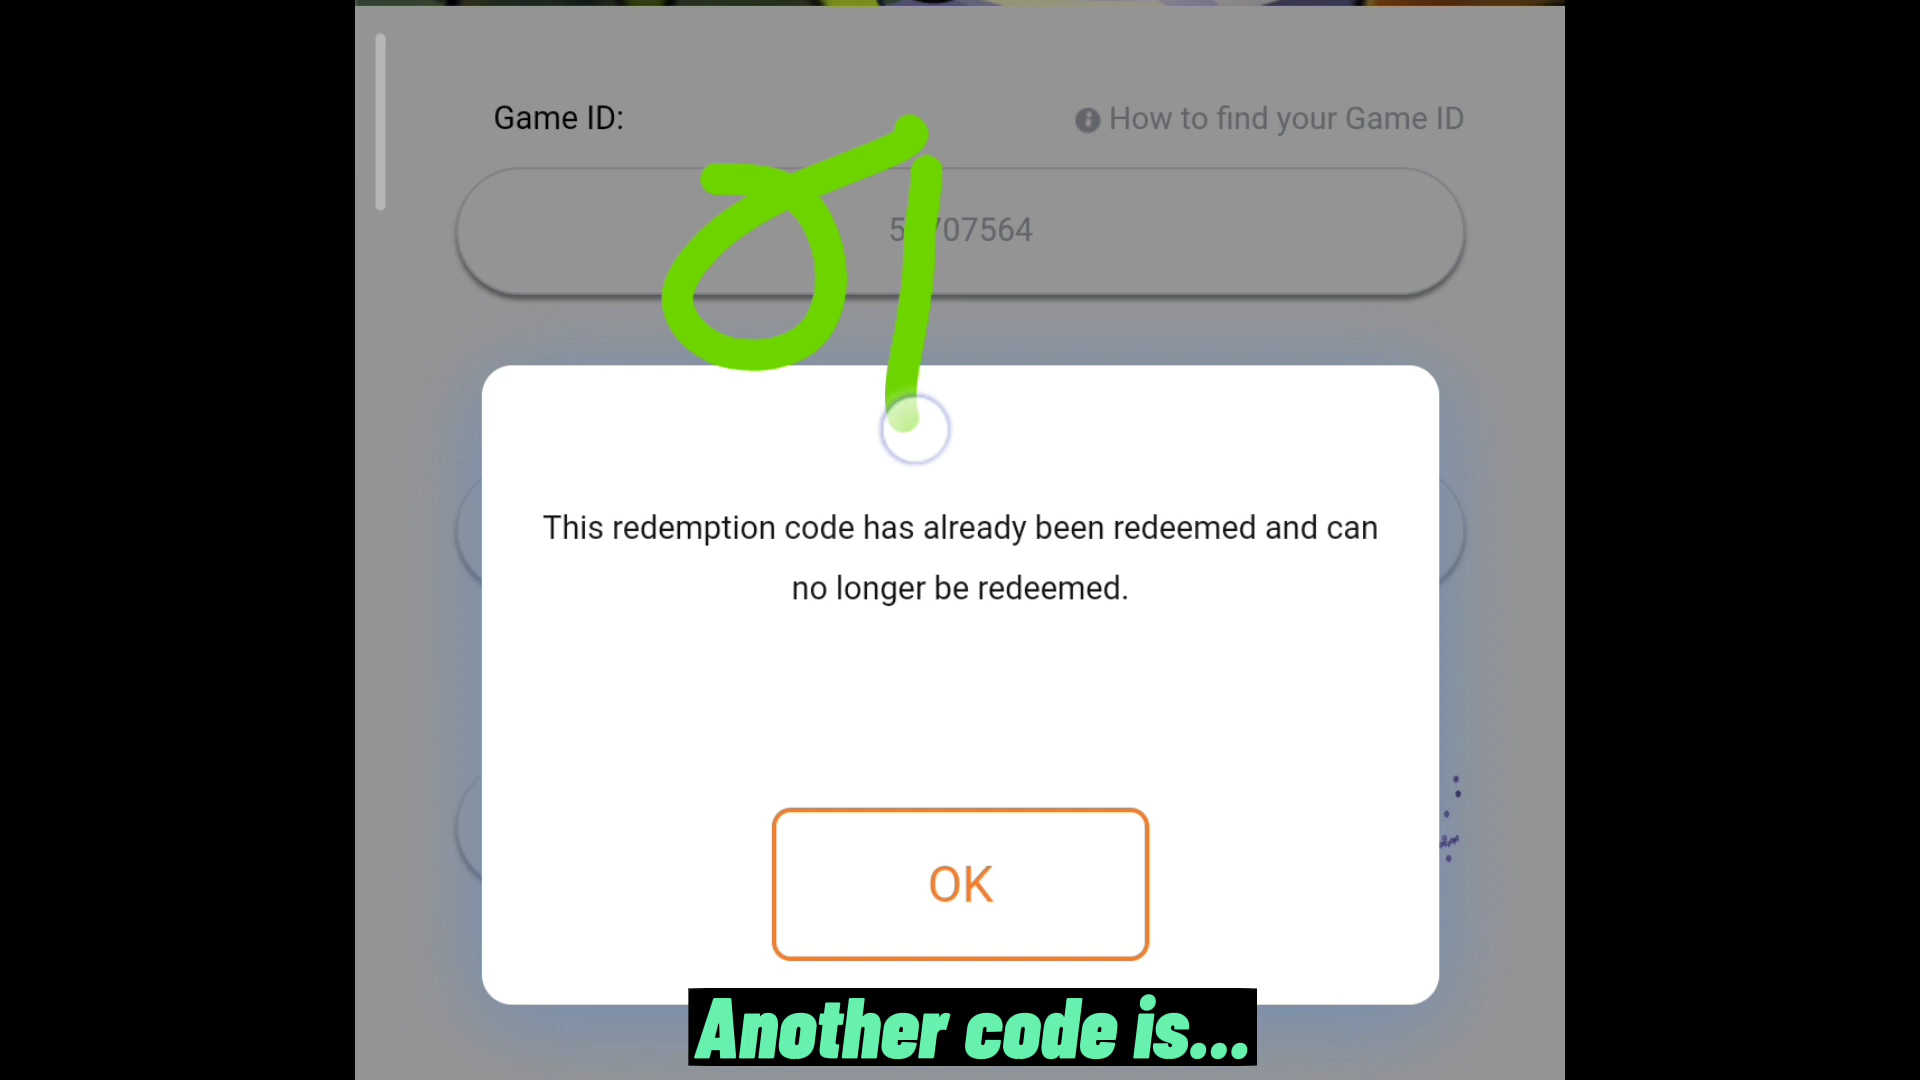 Game ID:
How to find your Game ID
07564
This redemption code has already been redeemed and can
no longer be redeemed.
OK
Another code is...